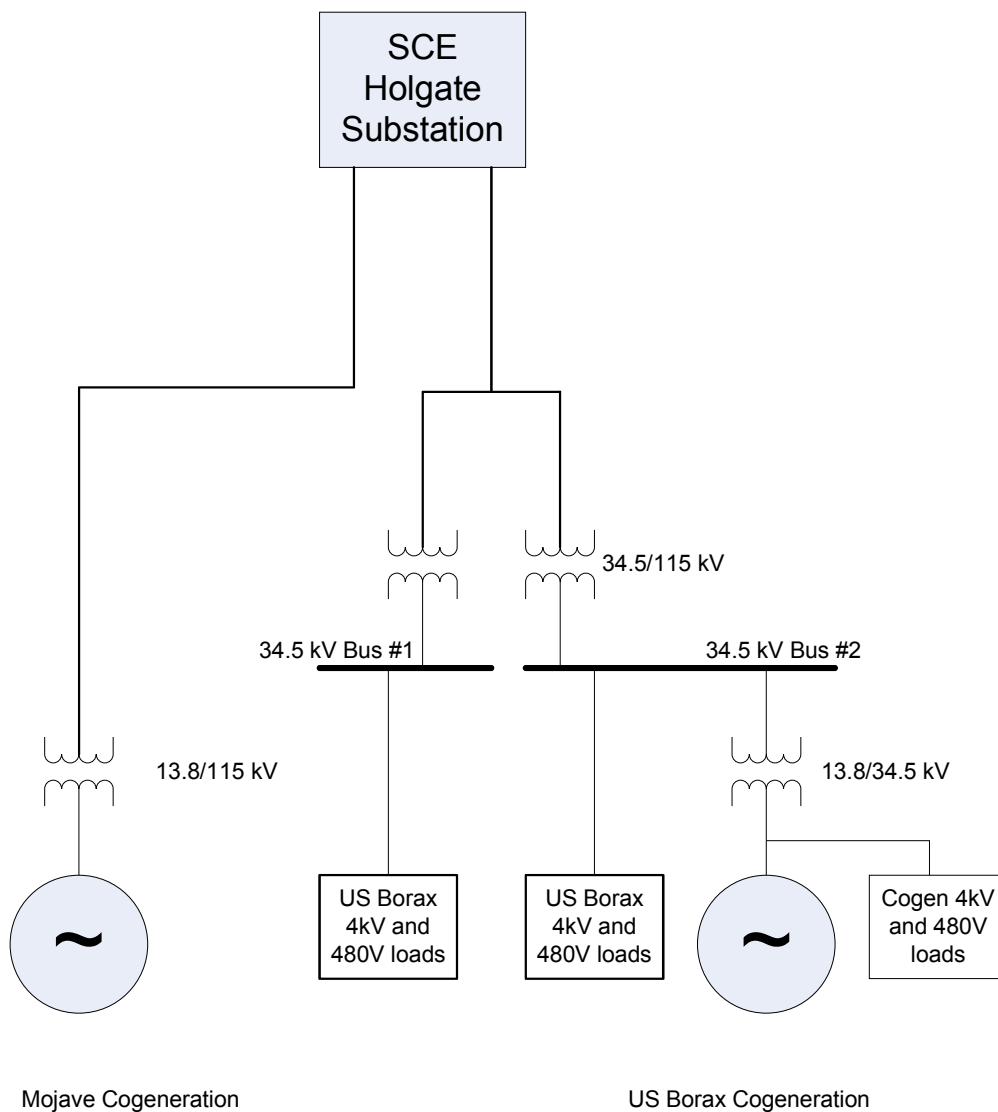 SCE
Holgate
Substation
34.5/115 kV
34.5 kV Bus #1
34.5 kV Bus #2
13.8/115 kV
13.8/34.5 kV
~
US Borax
4kV and
480V loads
US Borax
4kV and
480V loads
~
Cogen 4kV
and 480V
loads
Mojave Cogeneration
US Borax Cogeneration